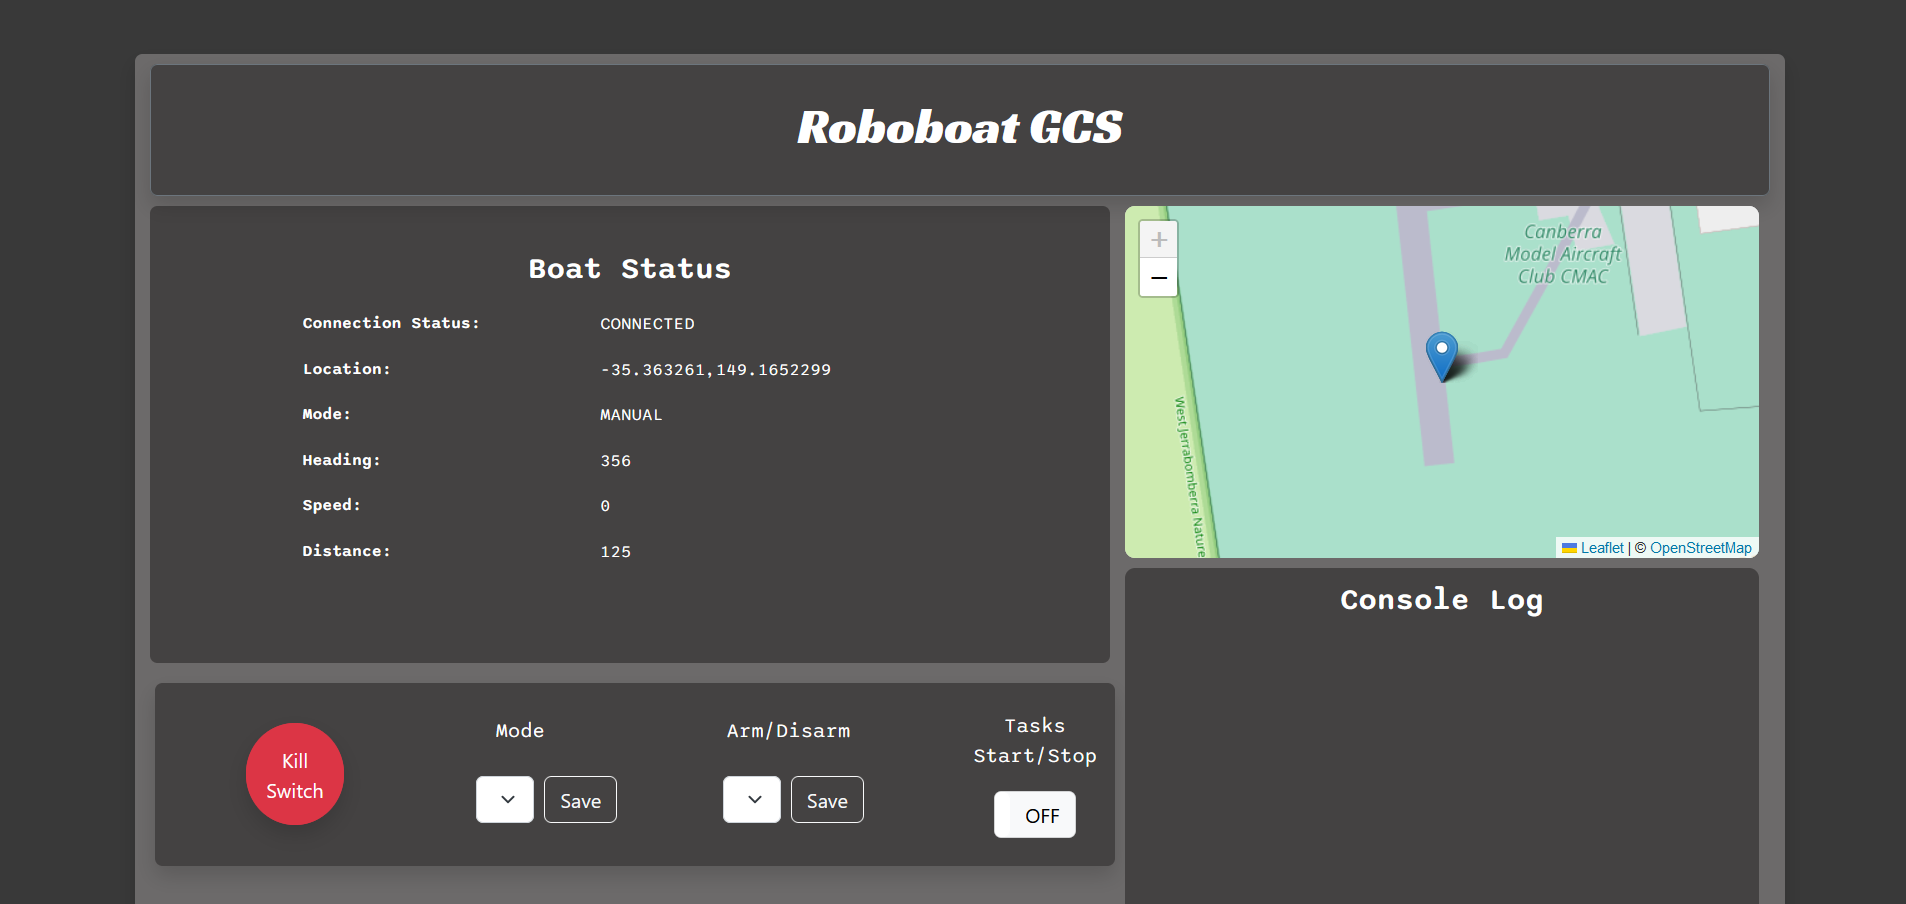 Roboboat GCS
Boat Status
Connection Status: CONNECTED
Location: -35.363261,149.1652299
Mode: MANUAL
Heading: 356
Speed: 0
Distance: 125
+
−
Canberra
Model Aircraft
Club CMAC
West Jerrabomberra Nature
Leaflet | © OpenStreetMap
Console Log
Kill
Switch
Mode
Save
Arm/Disarm
Save
Tasks
Start/Stop
OFF